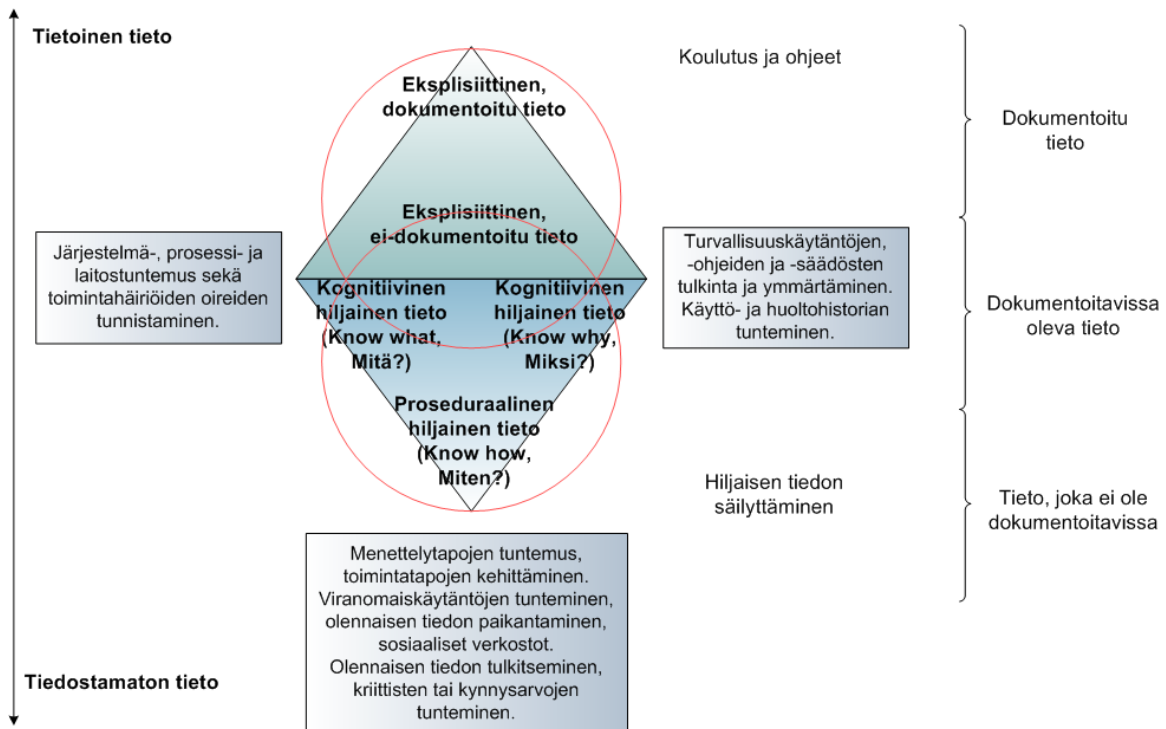 Tietoinen tieto
Eksplisiittinen,
dokumentoitu tieto
Koulutus ja ohjeet
Dokumentoitu
tieto
Eksplisiittinen,
ei-dokumentoitu tieto
Järjestelmä-, prosessi- ja
laitostuntemus sekä
toimintahäiriöiden oireiden
tunnistaminen.
Kognitiivinen
hiljainen tieto
(Know what,
Mitä?)
Kognitiivinen
hiljainen tieto
(Know why,
Miksi?)
Turvallisuuskäytäntöjen,
-ohjeiden ja -säädösten
tulkinta ja ymmärtäminen.
Käyttö- ja huoltohistorian
tunteminen.
Dokumentoitavissa
oleva tieto
Proseduraalinen
hiljainen tieto
(Know how,
Miten?)
Hiljaisen tiedon
säilyttäminen
Tieto, joka ei ole
dokumentoitavissa
Menettelytapojen tuntemus,
toimintatapojen kehittäminen.
Viranomaiskäytäntöjen tunteminen,
olennaisen tiedon paikantaminen,
sosiaaliset verkostot.
Olennaisen tiedon tulkitseminen,
kriittisten tai kynnysarvojen
tunteminen.
Tiedostamaton tieto